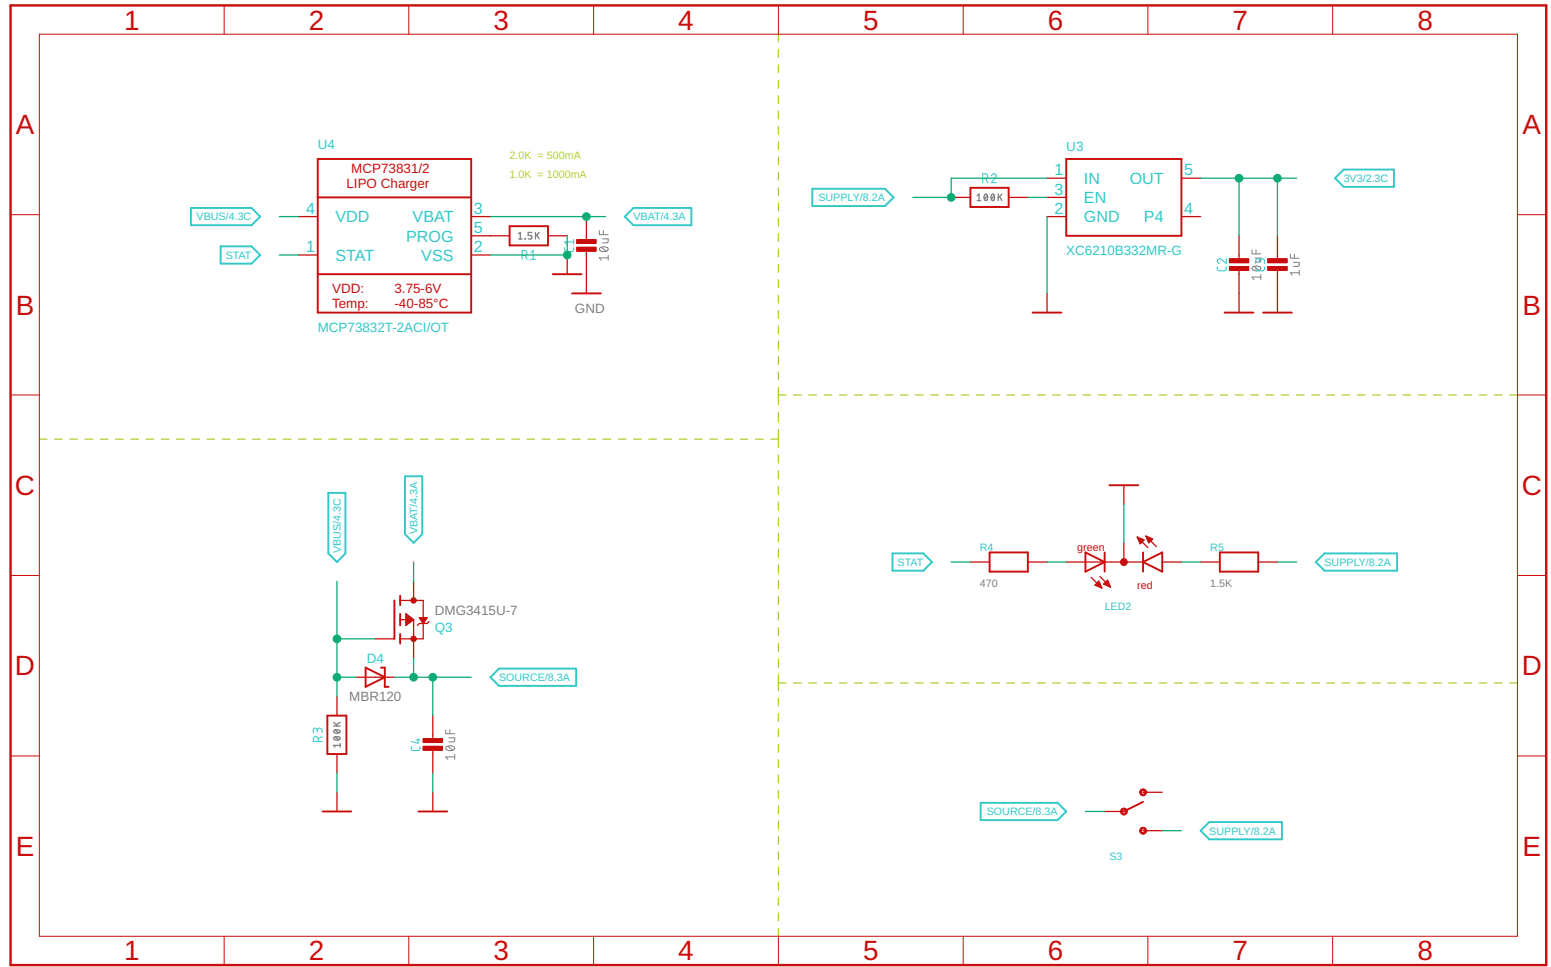 1 2 3 4 5 6 7 8
A A
B B
C C
D D
E E
U4
MCP73831/2
LIPO Charger
2.0K = 500mA
1.0K = 1000mA
VBUS/4.3C
4 VDD
VBAT 3
VBAT/4.3A
PROG 5
1.5K
R1
STAT
1 STAT
VSS 2
10uF
GND
VDD: 3.75-6V
Temp: -40-85°C
MCP73832T-2ACI/OT
U3
SUPPLY/8.2A
R2
100K
1 IN
OUT 5
3 EN
2 GND
P4 4
XC6210B332MR-G
3V3/2.3C
C2
10uF
1uF
VBUS/4.3C
VBAT/4.3A
DMG3415U-7
Q3
D4
MBR120
SOURCE/8.3A
R3
100K
C4
10uF
STAT
R4
470
green
red
LED2
R5
1.5K
SUPPLY/8.2A
SOURCE/8.3A
SUPPLY/8.2A
S3
1 2 3 4 5 6 7 8